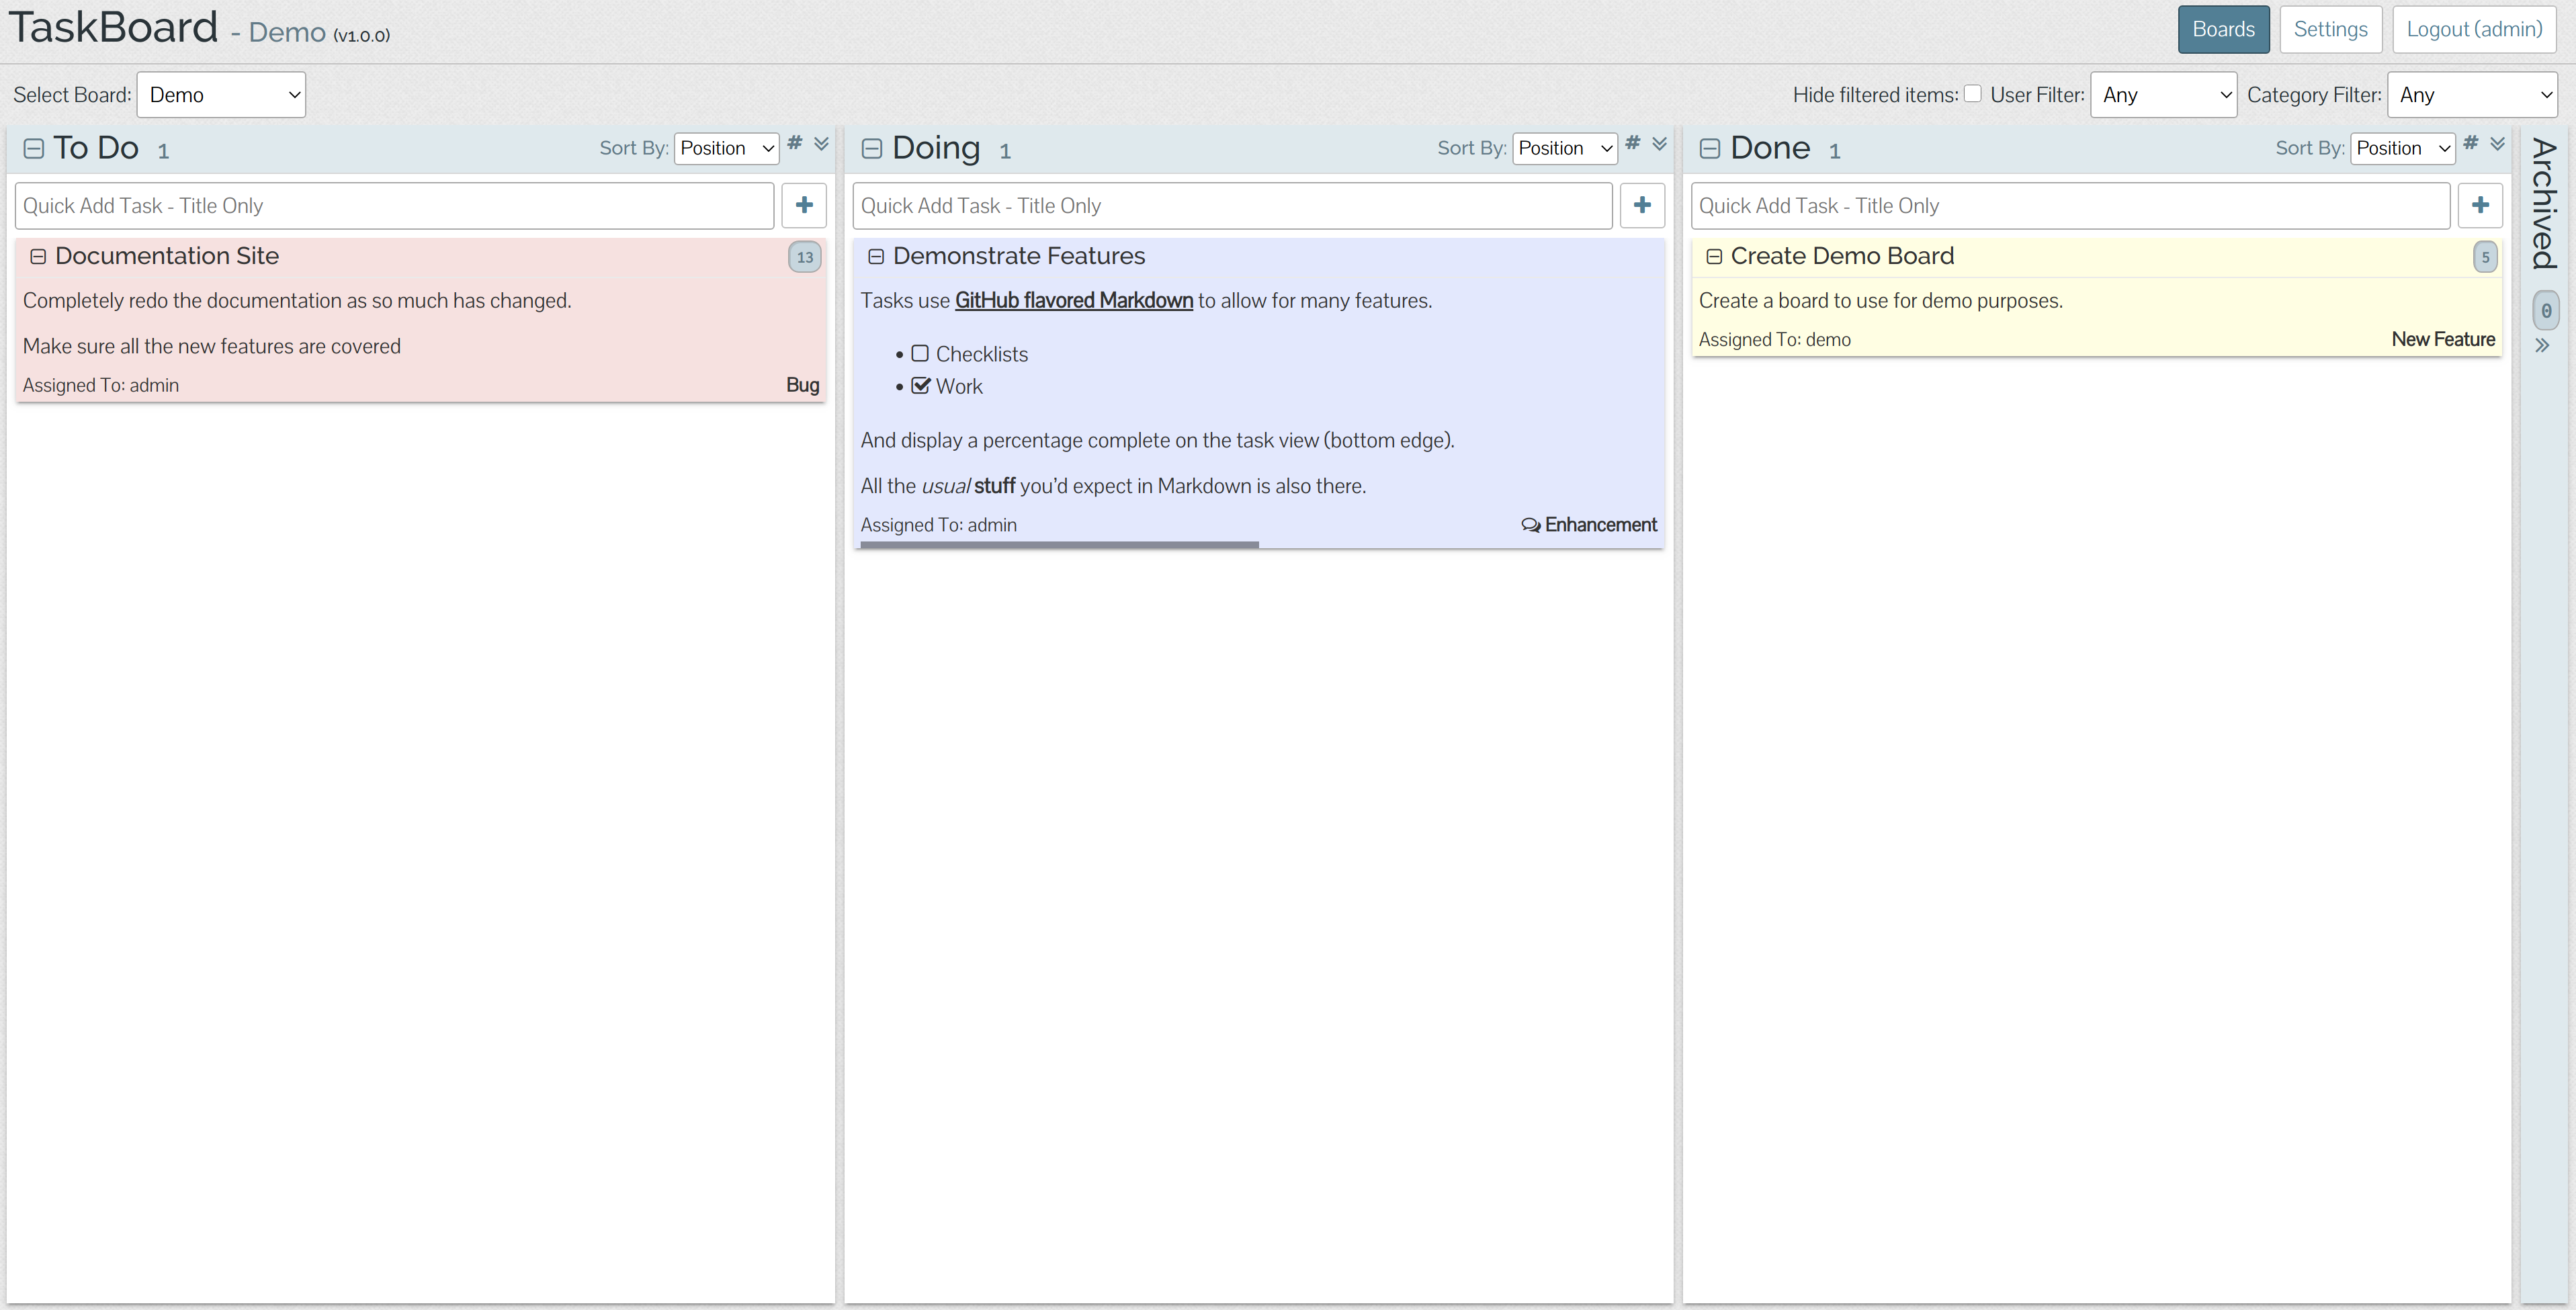 TaskBoard - Demo (v1.0.0)
Boards
Settings
Logout (admin)
Select Board: Demo
Hide filtered items:
User Filter: Any
Category Filter: Any
To Do 1
Sort By: Position #
Quick Add Task - Title Only
Documentation Site 13
Completely redo the documentation as so much has changed.
Make sure all the new features are covered
Assigned To: admin Bug
Doing 1
Sort By: Position #
Quick Add Task - Title Only
Demonstrate Features
Tasks use GitHub flavored Markdown to allow for many features.
Checklists
Work
And display a percentage complete on the task view (bottom edge).
All the usual stuff you’d expect in Markdown is also there.
Assigned To: admin Enhancement
Done 1
Sort By: Position #
Quick Add Task - Title Only
Create Demo Board 5
Create a board to use for demo purposes.
Assigned To: demo New Feature
Archived
0